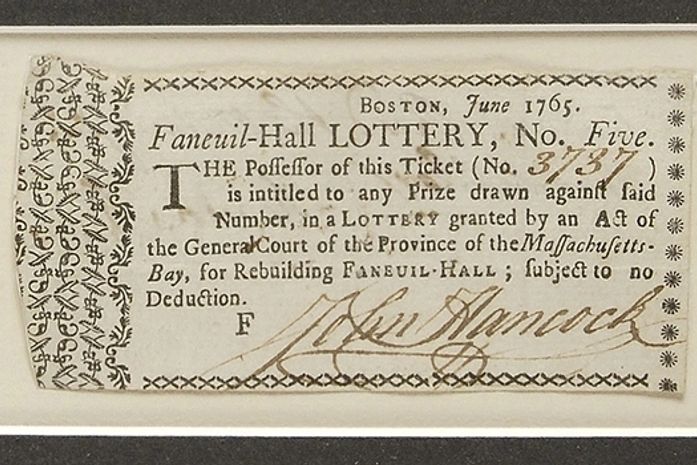 BOSTON, June 1765.
Faneuil-Hall LOTTERY, No. Five.
THE Poſſeſſor of this Ticket (No. 3737 )
is intitled to any Prize drawn againſt ſaid
Number, in a LOTTERY granted by an Act of
the General Court of the Province of the Maſſachuſetts-
Bay, for Rebuilding FANEUIL-HALL ; ſubject to no
Deduction.
F John Hancock